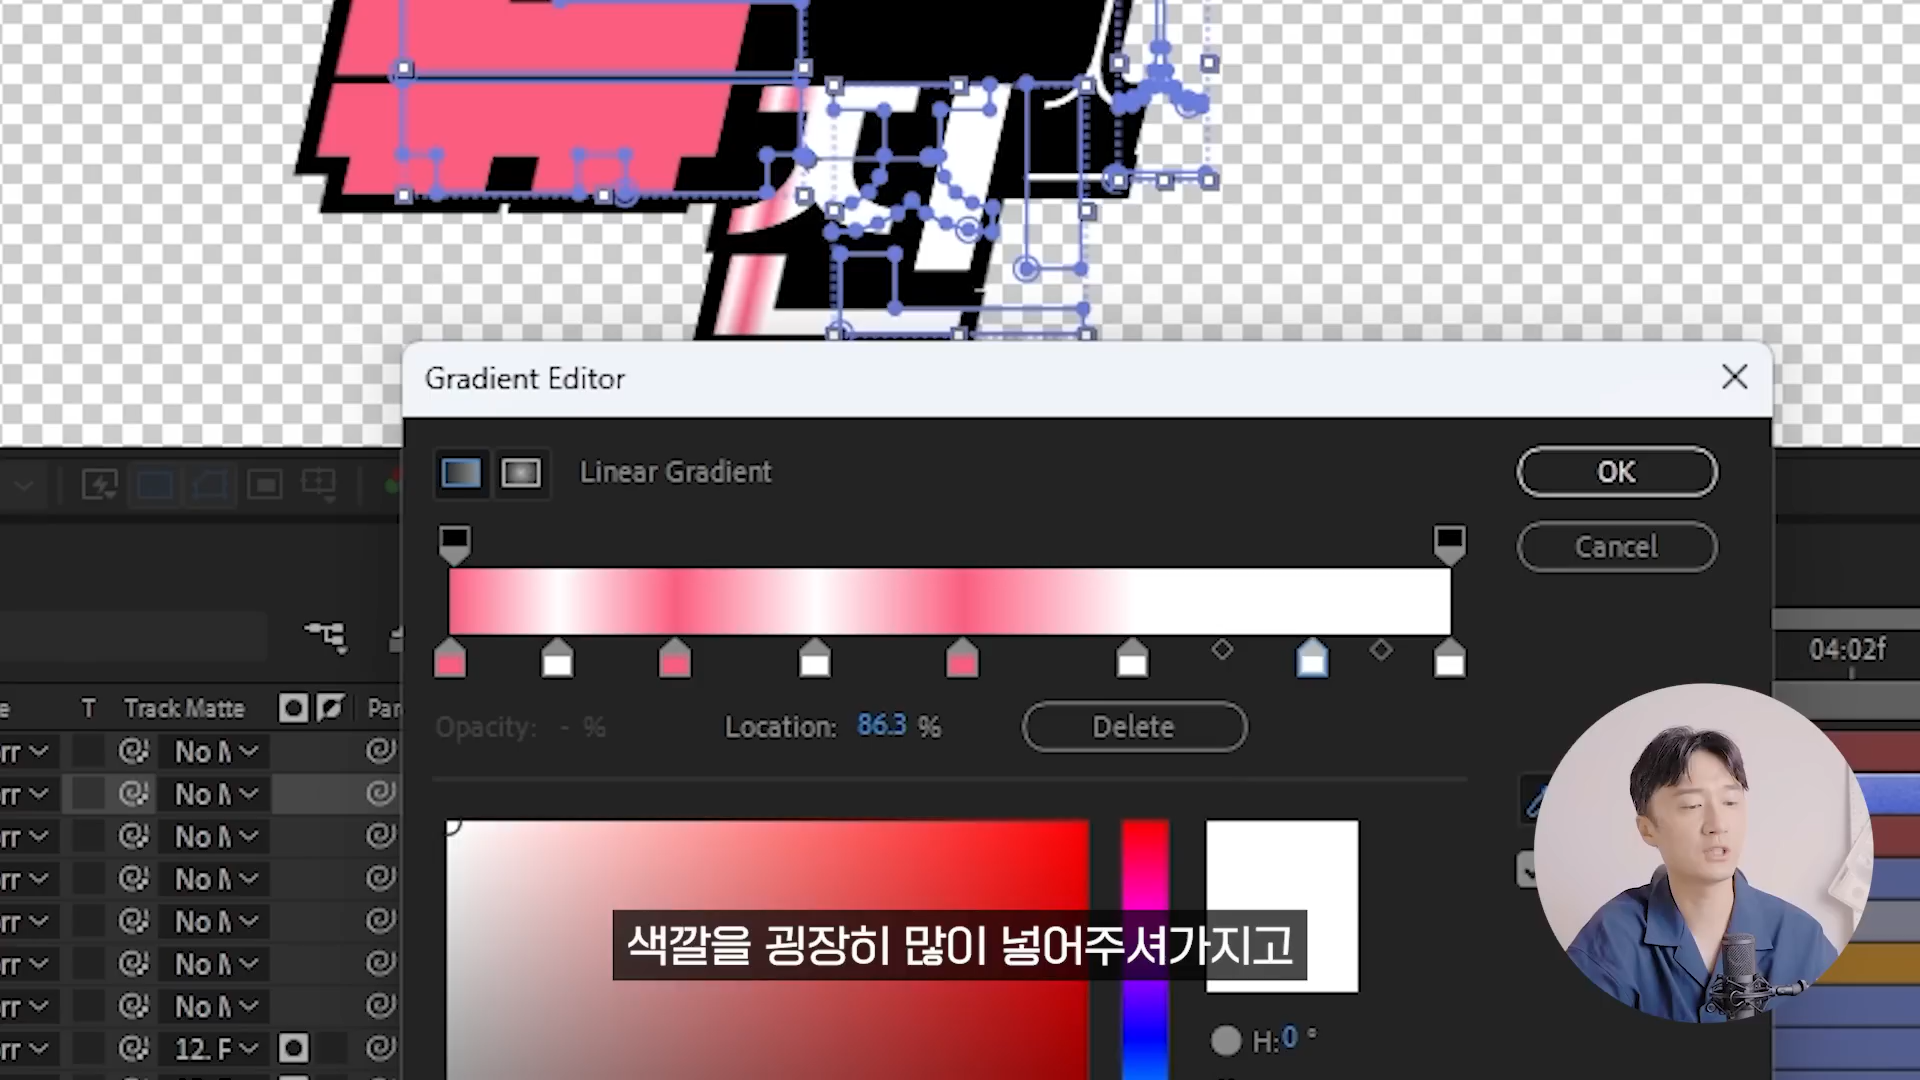 Gradient Editor
Linear Gradient
OK
Cancel
04:02f
T Track Matte
Opacity: - % Location: 86.3 % Delete
No
No
No
No
No
No
No
12. F
색깔을 굉장히 많이 넣어주셔가지고
H: 0 °